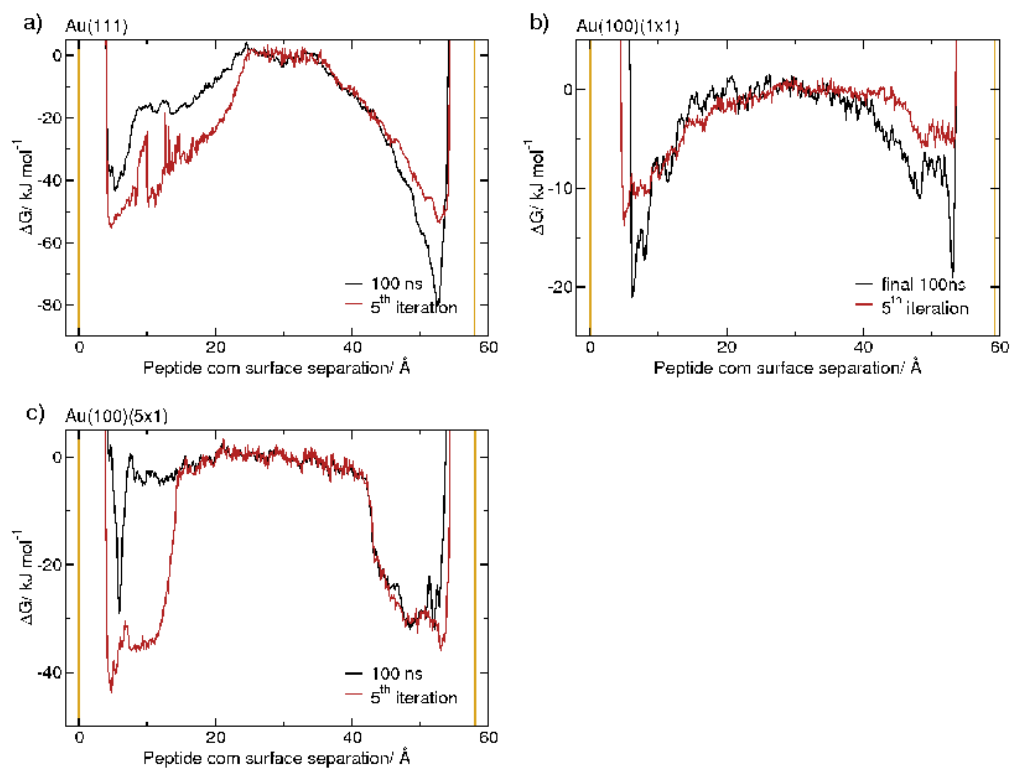 a) Au(111)
0
-20
-40
-60
-80
ΔG/ kJ mol⁻¹
100 ns
5th iteration
0 20 40 60
Peptide com surface separation/ Å
b) Au(100)(1x1)
0
-10
-20
ΔG/ kJ mol⁻¹
final 100ns
5th iteration
0 20 40 60
Peptide com surface separation/ Å
c) Au(100)(5x1)
0
-20
-40
ΔG/ kJ mol⁻¹
100 ns
5th iteration
0 20 40 60
Peptide com surface separation/ Å